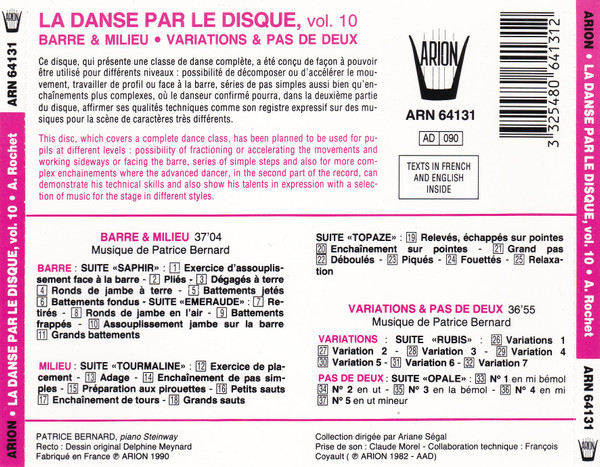 LA DANSE PAR LE DISQUE, vol. 10
BARRE & MILIEU • VARIATIONS & PAS DE DEUX
Ce disque, qui présente une classe de danse complète, a été conçu de façon à pouvoir
être utilisé pour différents niveaux : possibilité de décomposer ou d'accélérer le mou-
vement, travailler de profil ou face à la barre, séries de pas simples aussi bien qu'en-
chaînements plus complexes, où le danseur confirmé pourra, dans la deuxième partie
du disque, affirmer ses qualités techniques comme son registre expressif sur des mu-
siques pour la scène de caractères très différents.
This disc, which covers a complete dance class, has been planned to be used for pu-
pils at different levels : possibility of fractioning or accelerating the movements and
working sideways or facing the barre, series of simple steps and also for more com-
plex enchainements where the advanced dancer, in the second part of the record, can
demonstrate his technical skills and also show his talents in expression with a selec-
tion of music for the stage in different styles.
ARION
ARN 64131
AD 090
TEXTS IN FRENCH
AND ENGLISH
INSIDE
3 325480 641312
BARRE & MILIEU 37'04
Musique de Patrice Bernard
BARRE : SUITE «SAPHIR» : 1 Exercice d'assouplis-
sement face à la barre - 2 Pliés - 3 Dégagés à terre
4 Ronds de jambe à terre - 5 Battements jetés
6 Battements fondus - SUITE «EMERAUDE» : 7 Re-
tirés - 8 Ronds de jambe en l'air - 9 Battements
frappés - 10 Assouplissement jambe sur la barre
11 Grands battements
MILIEU : SUITE «TOURMALINE» : 12 Exercice de pla-
cement - 13 Adage - 14 Enchaînement de pas sim-
ples - 15 Préparation aux pirouettes - 16 Petits sauts
17 Enchaînement de tours - 18 Grands sauts
SUITE «TOPAZE» : 19 Relevés, échappés sur pointes
20 Enchaînement sur pointes - 21 Grand pas
22 Déboulés - 23 Piqués - 24 Fouettés - 25 Relaxa-
tion
VARIATIONS & PAS DE DEUX 36'55
Musique de Patrice Bernard
VARIATIONS : SUITE «RUBIS» : 26 Variations 1
27 Variation 2 - 28 Variation 3 - 29 Variation 4
30 Variation 5 - 31 Variation 6 - 32 Variation 7
PAS DE DEUX : SUITE «OPALE» : 33 Nº 1 en mi bémol
34 Nº 2 en ut - 35 Nº 3 en la bémol - 36 Nº 4 en mi
37 Nº 5 en ut mineur
PATRICE BERNARD, piano Steinway
Recto : Dessin original Delphine Meynard
Fabriqué en France ℗ ARION 1990
Collection dirigée par Ariane Ségal
Prise de son : Claude Morel - Collaboration technique : François
Coyault (℗ ARION 1982 - AAD)
ARION • LA DANSE PAR LE DISQUE, vol. 10 • A. Rochet ARN 64131
ARION • LA DANSE PAR LE DISQUE, vol. 10 • A. Rochet ARN 64131